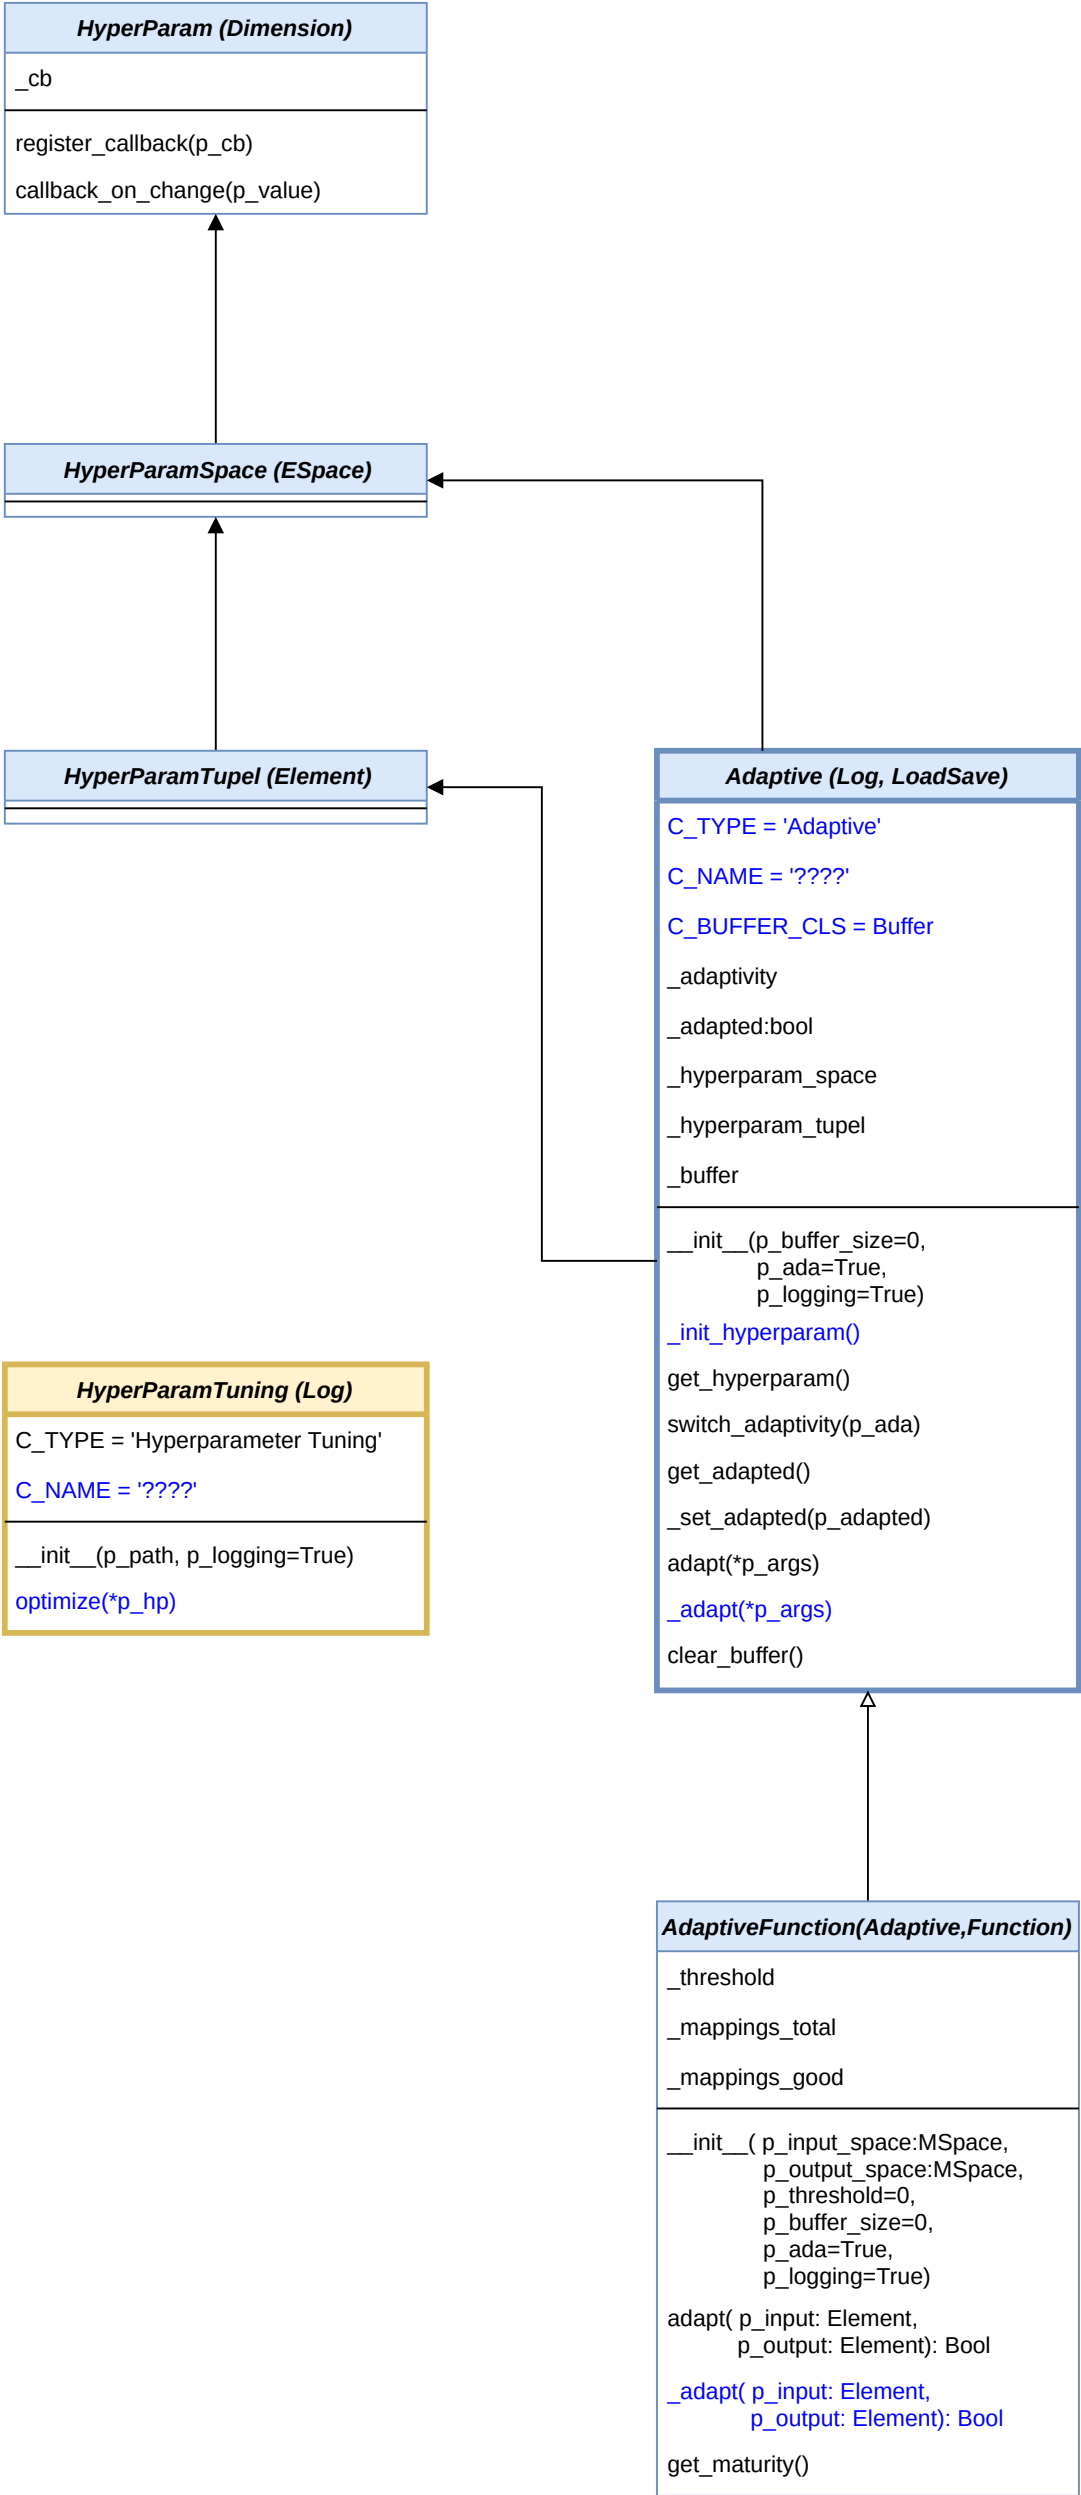 HyperParam (Dimension)
_cb
register_callback(p_cb)
callback_on_change(p_value)
HyperParamSpace (ESpace)
HyperParamTupel (Element)
Adaptive (Log, LoadSave)
C_TYPE = 'Adaptive'
C_NAME = '????'
C_BUFFER_CLS = Buffer
_adaptivity
_adapted:bool
_hyperparam_space
_hyperparam_tupel
_buffer
__init__(p_buffer_size=0,
p_ada=True,
p_logging=True)
_init_hyperparam()
get_hyperparam()
switch_adaptivity(p_ada)
get_adapted()
_set_adapted(p_adapted)
adapt(*p_args)
_adapt(*p_args)
clear_buffer()
HyperParamTuning (Log)
C_TYPE = 'Hyperparameter Tuning'
C_NAME = '????'
__init__(p_path, p_logging=True)
optimize(*p_hp)
AdaptiveFunction(Adaptive,Function)
_threshold
_mappings_total
_mappings_good
__init__( p_input_space:MSpace,
p_output_space:MSpace,
p_threshold=0,
p_buffer_size=0,
p_ada=True,
p_logging=True)
adapt( p_input: Element,
p_output: Element): Bool
_adapt( p_input: Element,
p_output: Element): Bool
get_maturity()